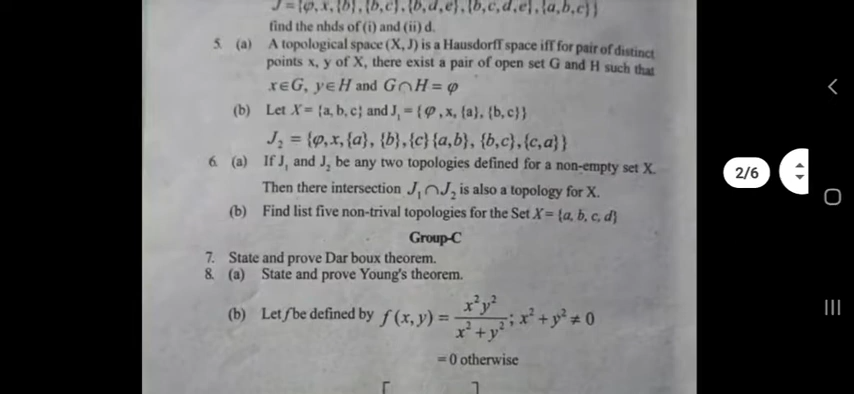 J={φ,x,{b},{b,c},{b,d,e},{b,c,d,e},{a,b,c}}
find the nhds of (i) and (ii) d.
5. (a) A topological space (X, J) is a Hausdorff space iff for pair of distinct
points x, y of X, there exist a pair of open set G and H such that
x∈G, y∈H and G∩H = φ
(b) Let X = {a, b, c} and J₁ = {φ, x, {a}, {b, c}}
J₂ = {φ,x,{a}, {b},{c}{a,b}, {b,c},{c,a}}
6. (a) If J₁ and J₂ be any two topologies defined for a non-empty set X.
Then there intersection J₁∩J₂ is also a topology for X.
(b) Find list five non-trival topologies for the Set X = {a, b, c, d}
Group-C
7. State and prove Dar boux theorem.
8. (a) State and prove Young's theorem.
(b) Let f be defined by f(x, y) = x²y² / x² + y² ; x² + y² ≠ 0
= 0 otherwise
2/6